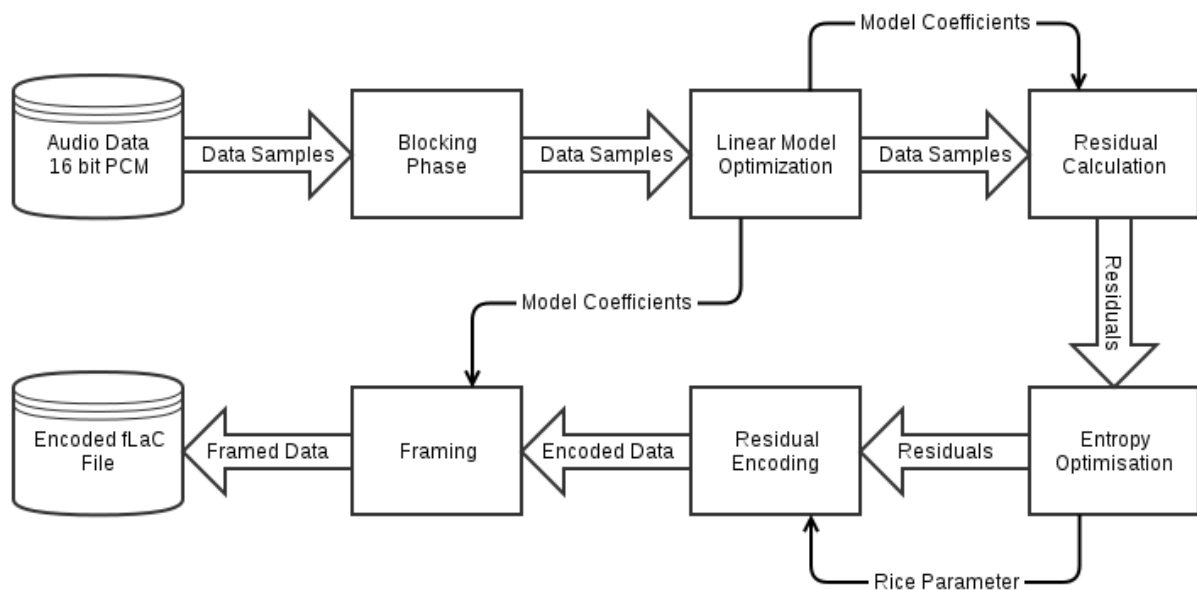 Model Coefficients
Audio Data
16 bit PCM
Data Samples
Blocking
Phase
Data Samples
Linear Model
Optimization
Data Samples
Residual
Calculation
Residuals
Model Coefficients
Encoded fLaC
File
Framed Data
Framing
Encoded Data
Residual
Encoding
Residuals
Entropy
Optimisation
Rice Parameter